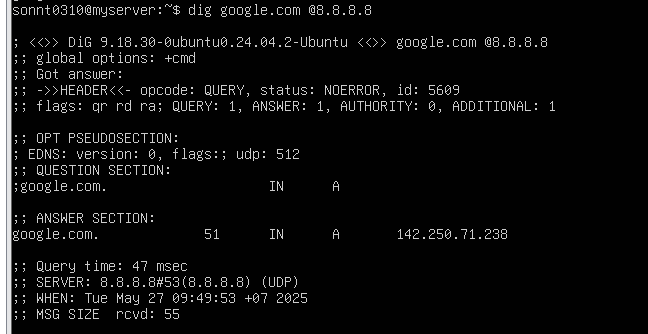 sonnt0310@myserver:~$ dig google.com @8.8.8.8
; <<>> DiG 9.18.30-0ubuntu0.24.04.2-Ubuntu <<>> google.com @8.8.8.8
;; global options: +cmd
;; Got answer:
;; ->>HEADER<<- opcode: QUERY, status: NOERROR, id: 5609
;; flags: qr rd ra; QUERY: 1, ANSWER: 1, AUTHORITY: 0, ADDITIONAL: 1
;; OPT PSEUDOSECTION:
; EDNS: version: 0, flags:; udp: 512
;; QUESTION SECTION:
;google.com. IN A
;; ANSWER SECTION:
google.com. 51 IN A 142.250.71.238
;; Query time: 47 msec
;; SERVER: 8.8.8.8#53(8.8.8.8) (UDP)
;; WHEN: Tue May 27 09:49:53 +07 2025
;; MSG SIZE rcvd: 55